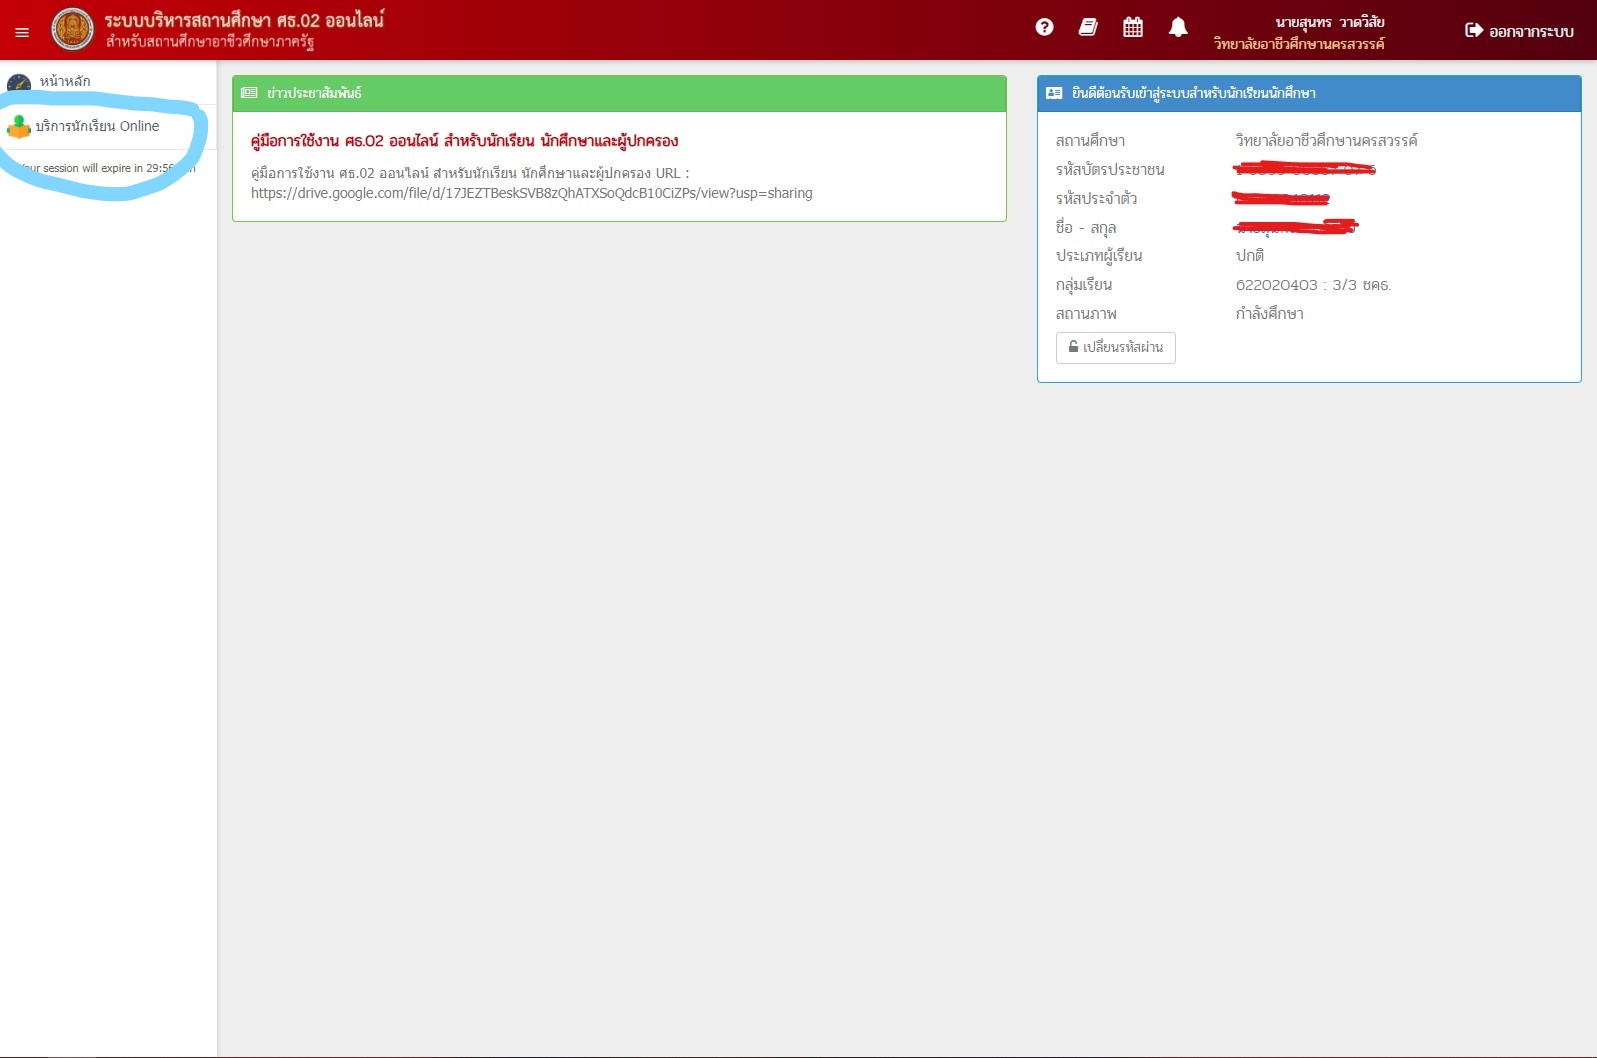 ระบบบริหารสถานศึกษา ศธ.02 ออนไลน์
สำหรับสถานศึกษาอาชีวศึกษาภาครัฐ
นายสุนทร วาดวิสัย
วิทยาลัยอาชีวศึกษานครสวรรค์
ออกจากระบบ
หน้าหลัก
บริการนักเรียน Online
session will expire in
ข่าวประชาสัมพันธ์
คู่มือการใช้งาน ศธ.02 ออนไลน์ สำหรับนักเรียน นักศึกษาและผู้ปกครอง
คู่มือการใช้งาน ศธ.02 ออนไลน์ สำหรับนักเรียน นักศึกษาและผู้ปกครอง URL :
https://drive.google.com/file/d/17JEZTBeskSVB8zQhATXSoQdcB10CiZPs/view?usp=sharing
ยินดีต้อนรับเข้าสู่ระบบสำหรับนักเรียนนักศึกษา
สถานศึกษา วิทยาลัยอาชีวศึกษานครสวรรค์
รหัสบัตรประชาชน
รหัสประจำตัว
ชื่อ - สกุล
ประเภทผู้เรียน ปกติ
กลุ่มเรียน 622020403 : 3/3 ชคธ.
สถานภาพ กำลังศึกษา
เปลี่ยนรหัสผ่าน